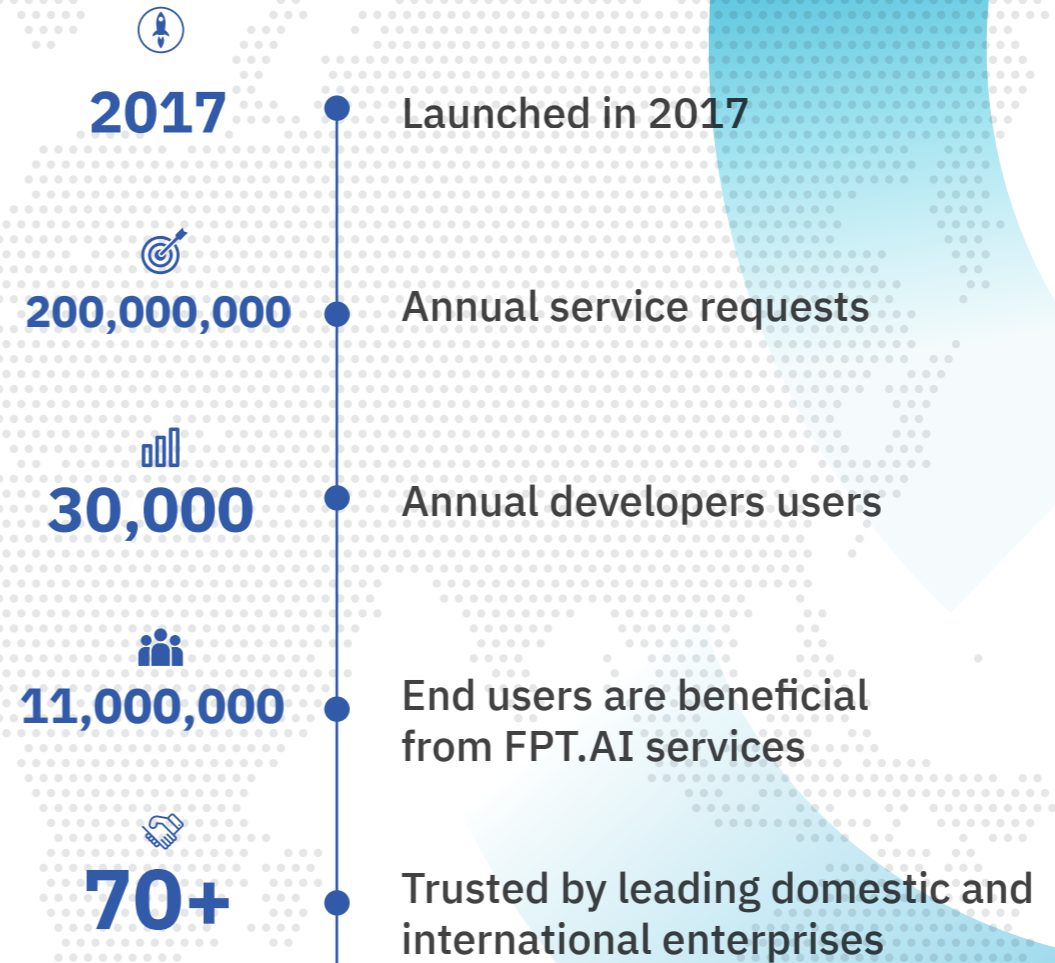 2017
Launched in 2017
200,000,000
Annual service requests
30,000
Annual developers users
11,000,000
End users are beneficial
from FPT.AI services
70+
Trusted by leading domestic and
international enterprises